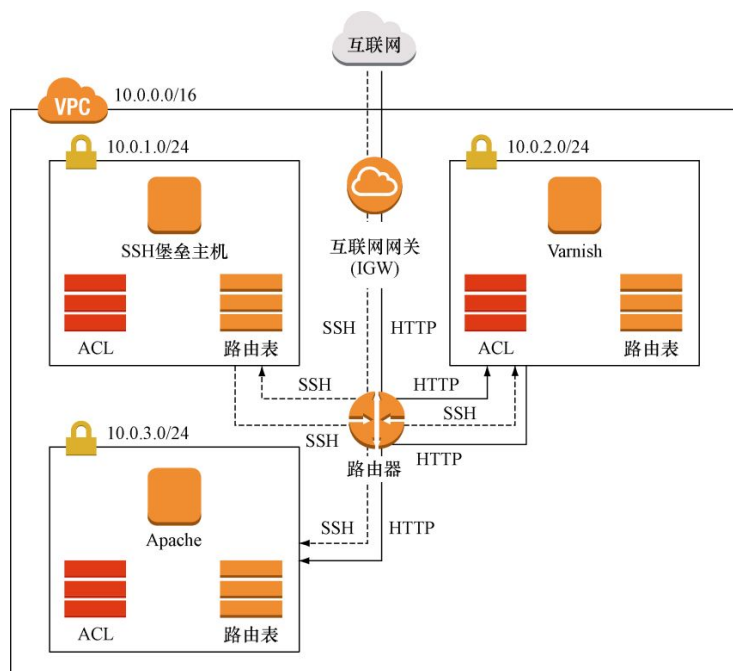 互联网
VPC
10.0.0.0/16
10.0.1.0/24
10.0.2.0/24
SSH堡垒主机
互联网网关
(IGW)
Varnish
SSH
HTTP
ACL
路由表
ACL
路由表
SSH
HTTP
SSH
10.0.3.0/24
SSH
路由器
HTTP
SSH
HTTP
Apache
ACL
路由表